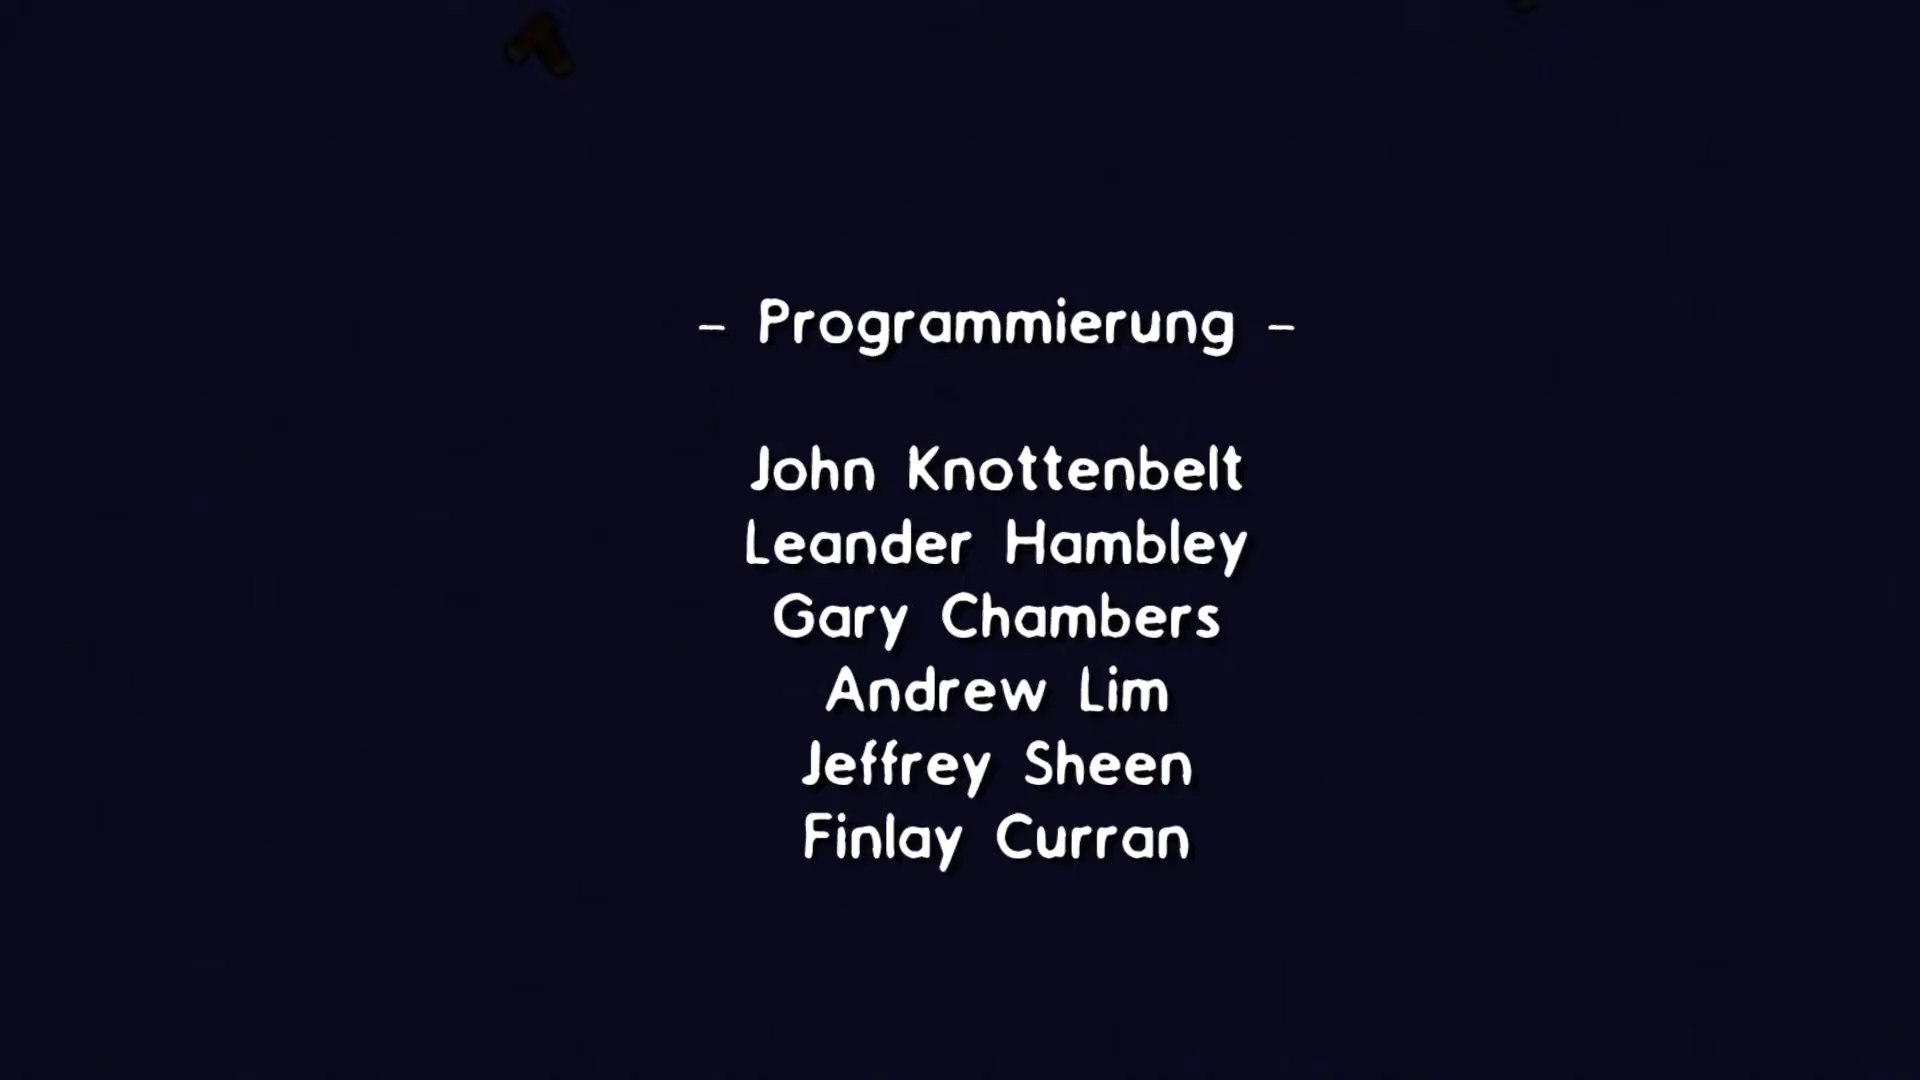 - Programmierung -
John Knottenbelt
Leander Hambley
Gary Chambers
Andrew Lim
Jeffrey Sheen
Finlay Curran